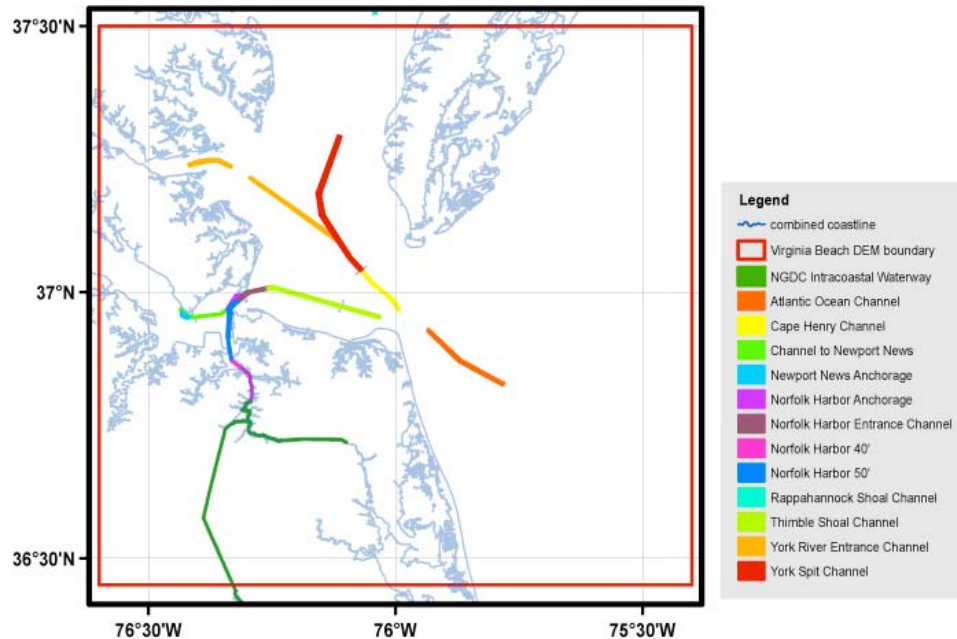 37°30'N
37°N
36°30'N
76°30'W
76°W
75°30'W
Legend
combined coastline
Virginia Beach DEM boundary
NGDC Intracoastal Waterway
Atlantic Ocean Channel
Cape Henry Channel
Channel to Newport News
Newport News Anchorage
Norfolk Harbor Anchorage
Norfolk Harbor Entrance Channel
Norfolk Harbor 40'
Norfolk Harbor 50'
Rappahannock Shoal Channel
Thimble Shoal Channel
York River Entrance Channel
York Spit Channel